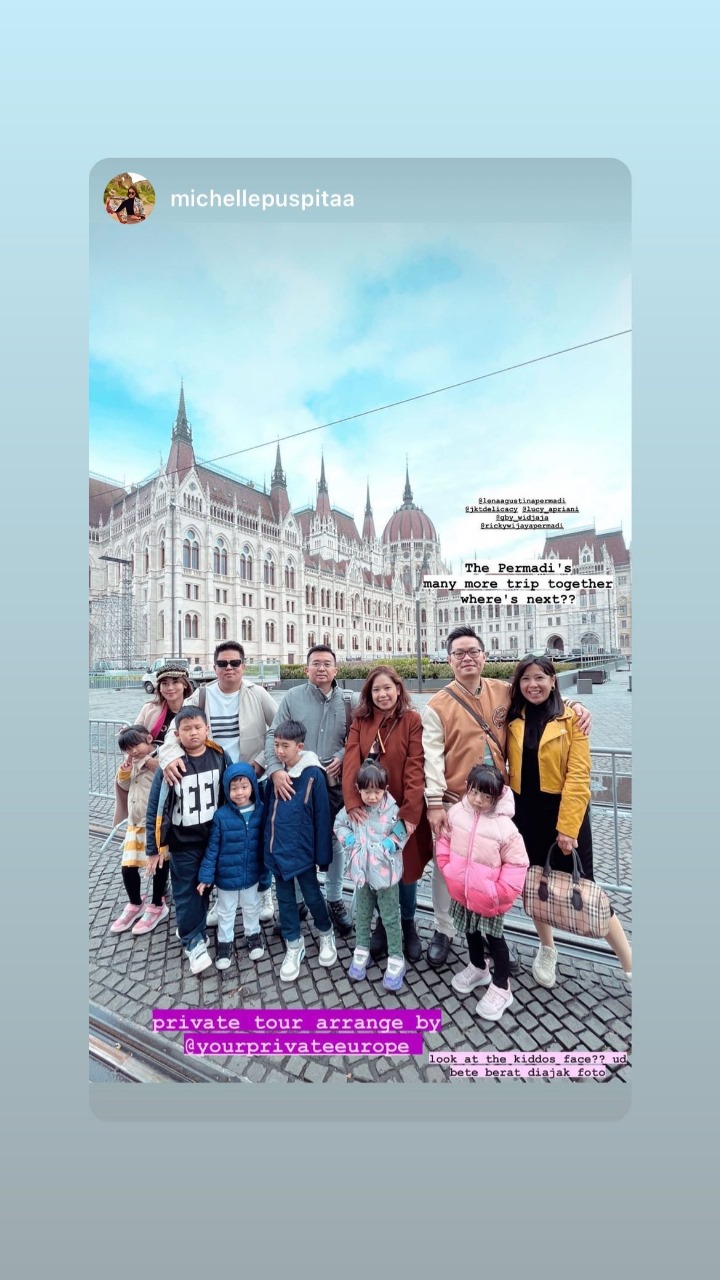 michellepuspitaa
@lenaagustinapermadi
@jktdelicacy @lucy_apriani
@gby_widjaja
@rickywijayapermadi
The Permadi's
many more trip together
where's next??
BEE
private tour arrange by
@yourprivateeurope
look at the kiddos face?? ud
bete berat diajak foto